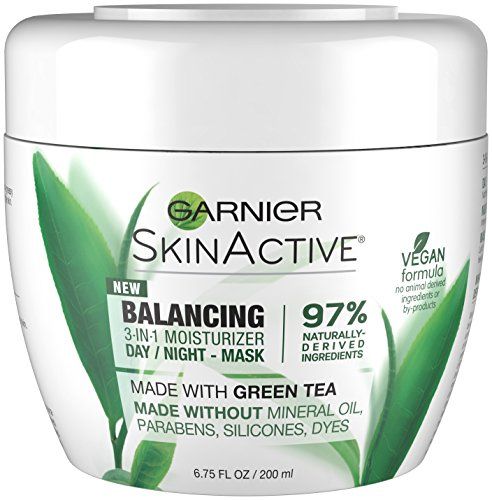 GARNIER
SKINACTIVE®
NEW
BALANCING
3-IN-1 MOISTURIZER
DAY / NIGHT - MASK
97%
NATURALLY-
DERIVED
INGREDIENTS
VEGAN
formula
no animal derived
ingredients or
by-products
MADE WITH GREEN TEA
MADE WITHOUT MINERAL OIL,
PARABENS, SILICONES, DYES
6.75 FL OZ / 200 ml